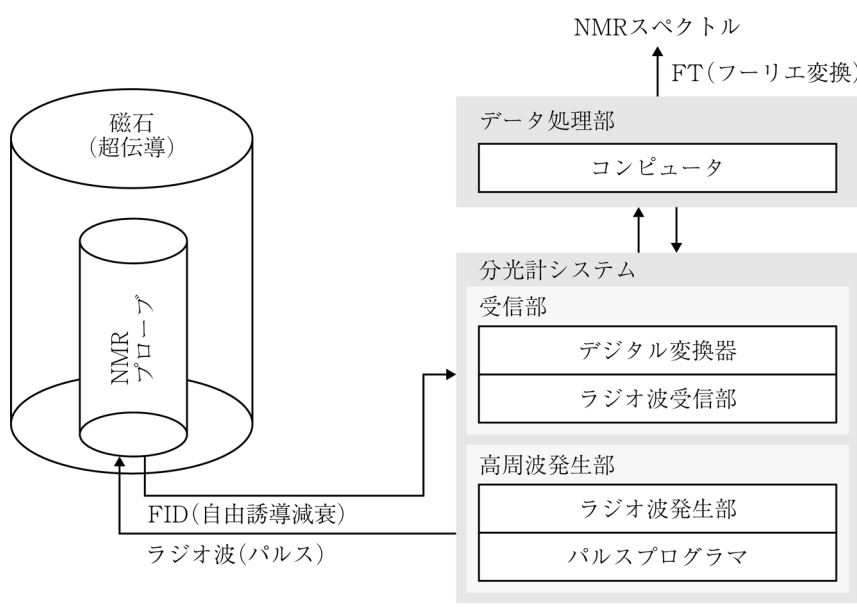 NMRスペクトル
FT(フーリエ変換)
データ処理部
コンピュータ
磁石
(超伝導)
NMR
プローブ
分光計システム
受信部
デジタル変換器
ラジオ波受信部
高周波発生部
ラジオ波発生部
パルスプログラマ
FID(自由誘導減衰)
ラジオ波(パルス)